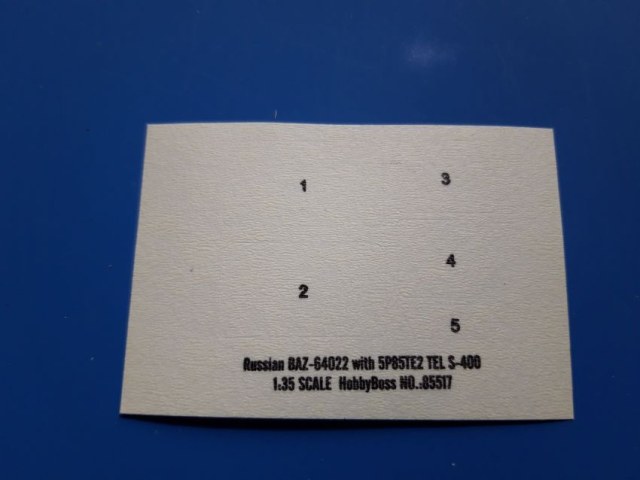 1
3
4
2
5
Russian BAZ-64022 with 5P85TE2 TEL S-400
1:35 SCALE HobbyBoss NO.:85517